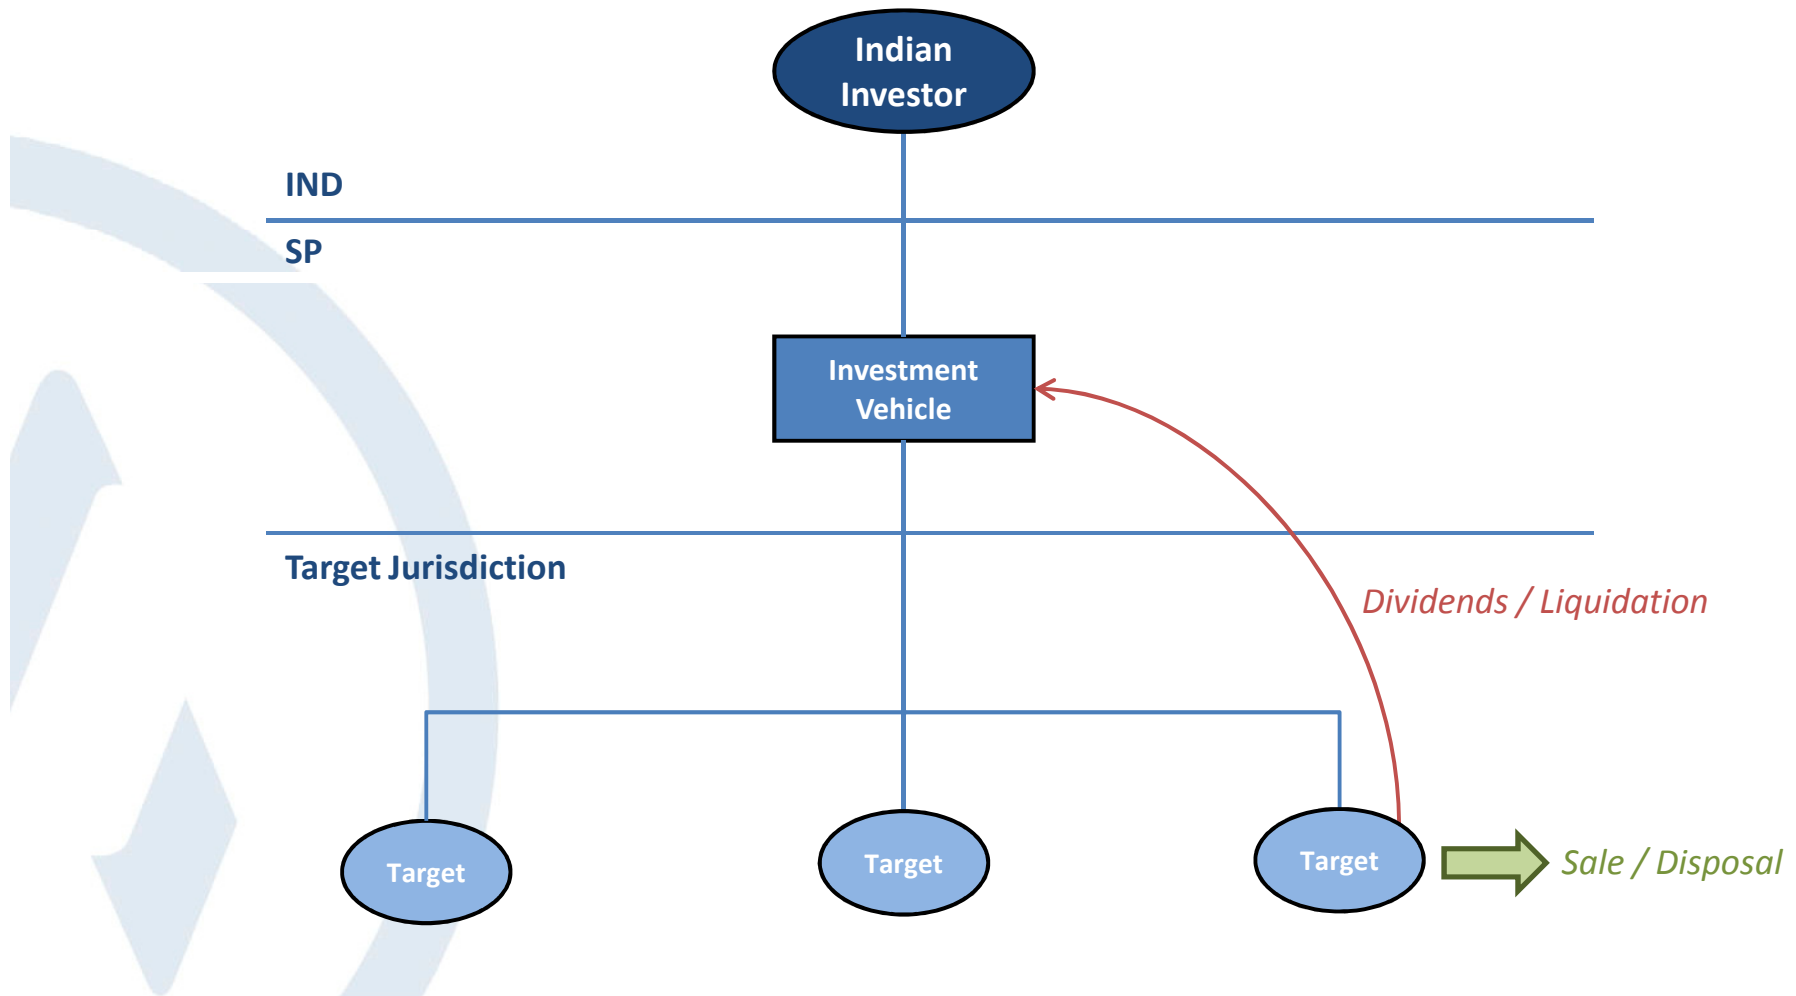 Indian
Investor
IND
SP
Investment
Vehicle
Target Jurisdiction
Dividends / Liquidation
Target
Target
Target
Sale / Disposal